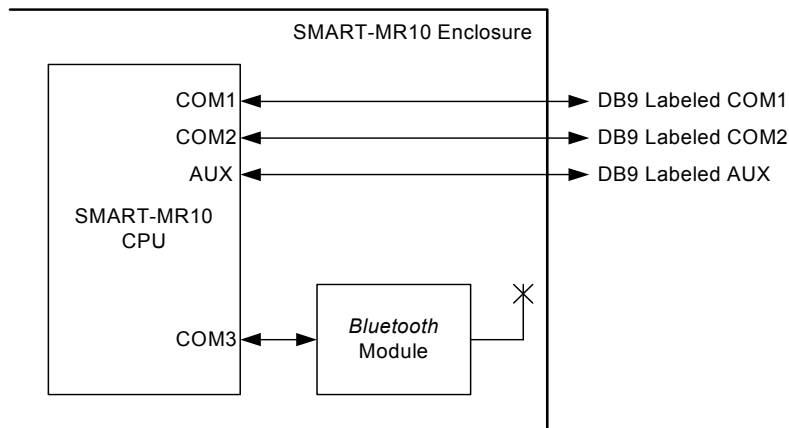 SMART-MR10 Enclosure
COM1
DB9 Labeled COM1
COM2
DB9 Labeled COM2
AUX
DB9 Labeled AUX
SMART-MR10
CPU
COM3
Bluetooth
Module